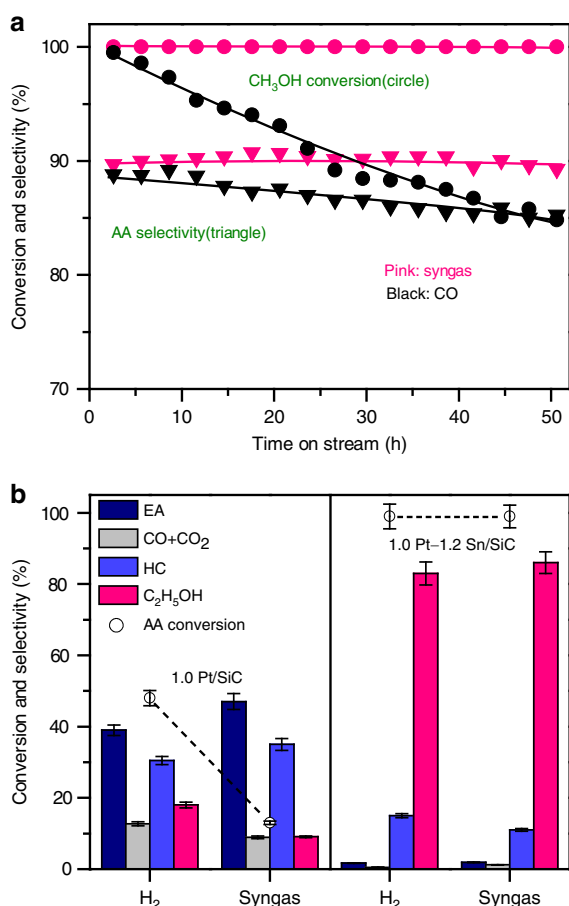 a
100
90
80
70
Conversion and selectivity (%)
CH₃OH conversion(circle)
AA selectivity(triangle)
Pink: syngas
Black: CO
0 10 20 30 40 50
Time on stream (h)
b
100
80
60
40
20
0
Conversion and selectivity (%)
EA
CO+CO₂
HC
C₂H₅OH
AA conversion
1.0 Pt/SiC
1.0 Pt–1.2 Sn/SiC
H₂ Syngas H₂ Syngas